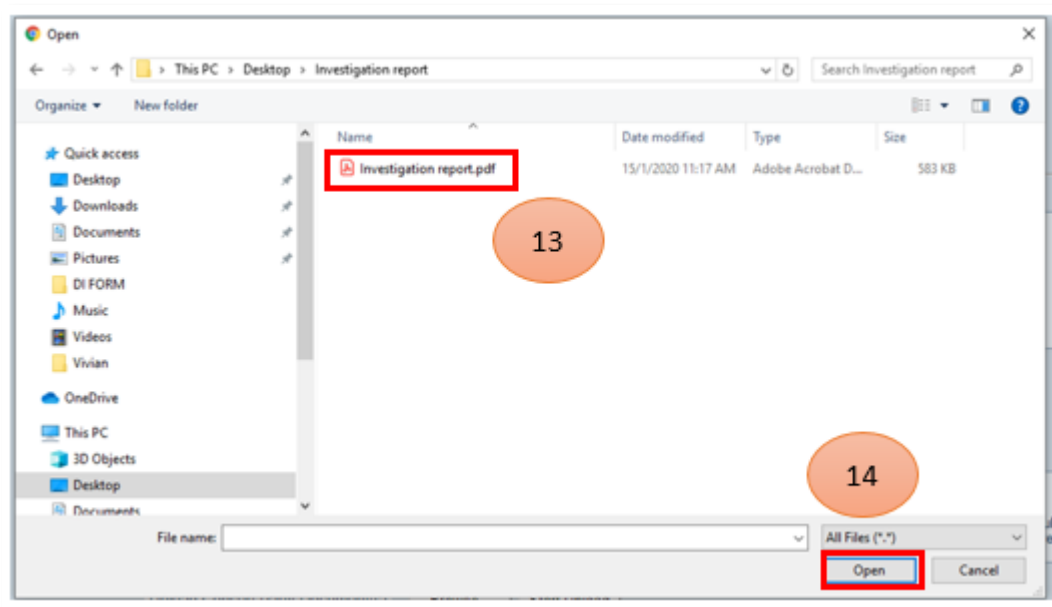 Open
This PC > Desktop > Investigation report
Search Investigation report
Organize
New folder
Name
Date modified
Type
Size
Investigation report.pdf
15/1/2020 11:17 AM
Adobe Acrobat D...
583 KB
13
Quick access
Desktop
Downloads
Documents
Pictures
DI FORM
Music
Videos
Vivian
OneDrive
This PC
3D Objects
Desktop
Documents
14
File name:
All Files (*.*)
Open
Cancel